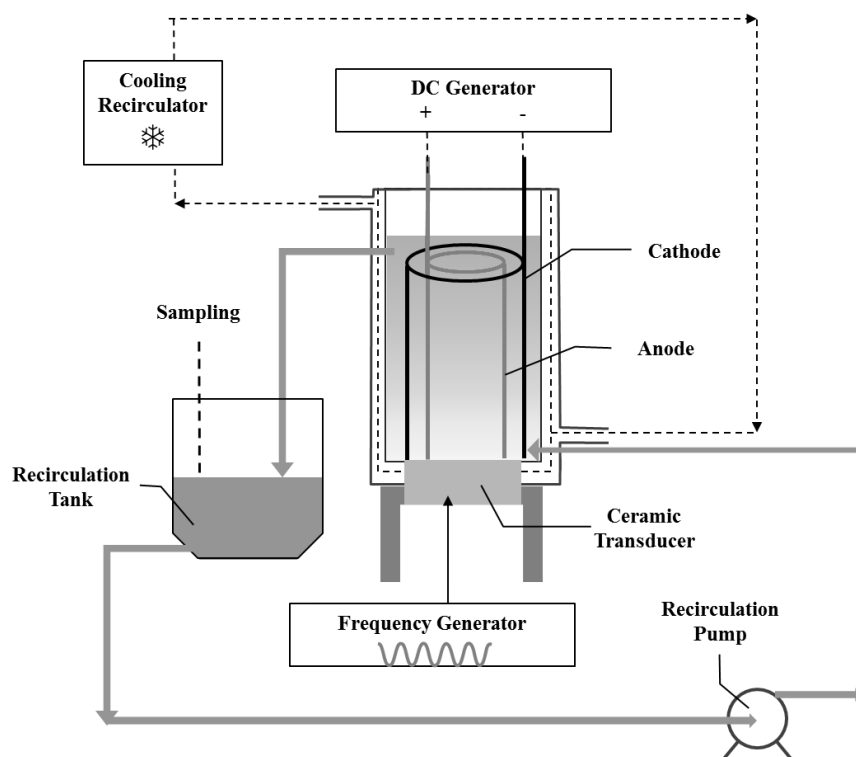 Cooling
Recirculator
DC Generator
+ -
Cathode
Sampling
Anode
Recirculation
Tank
Ceramic
Transducer
Frequency Generator
Recirculation
Pump